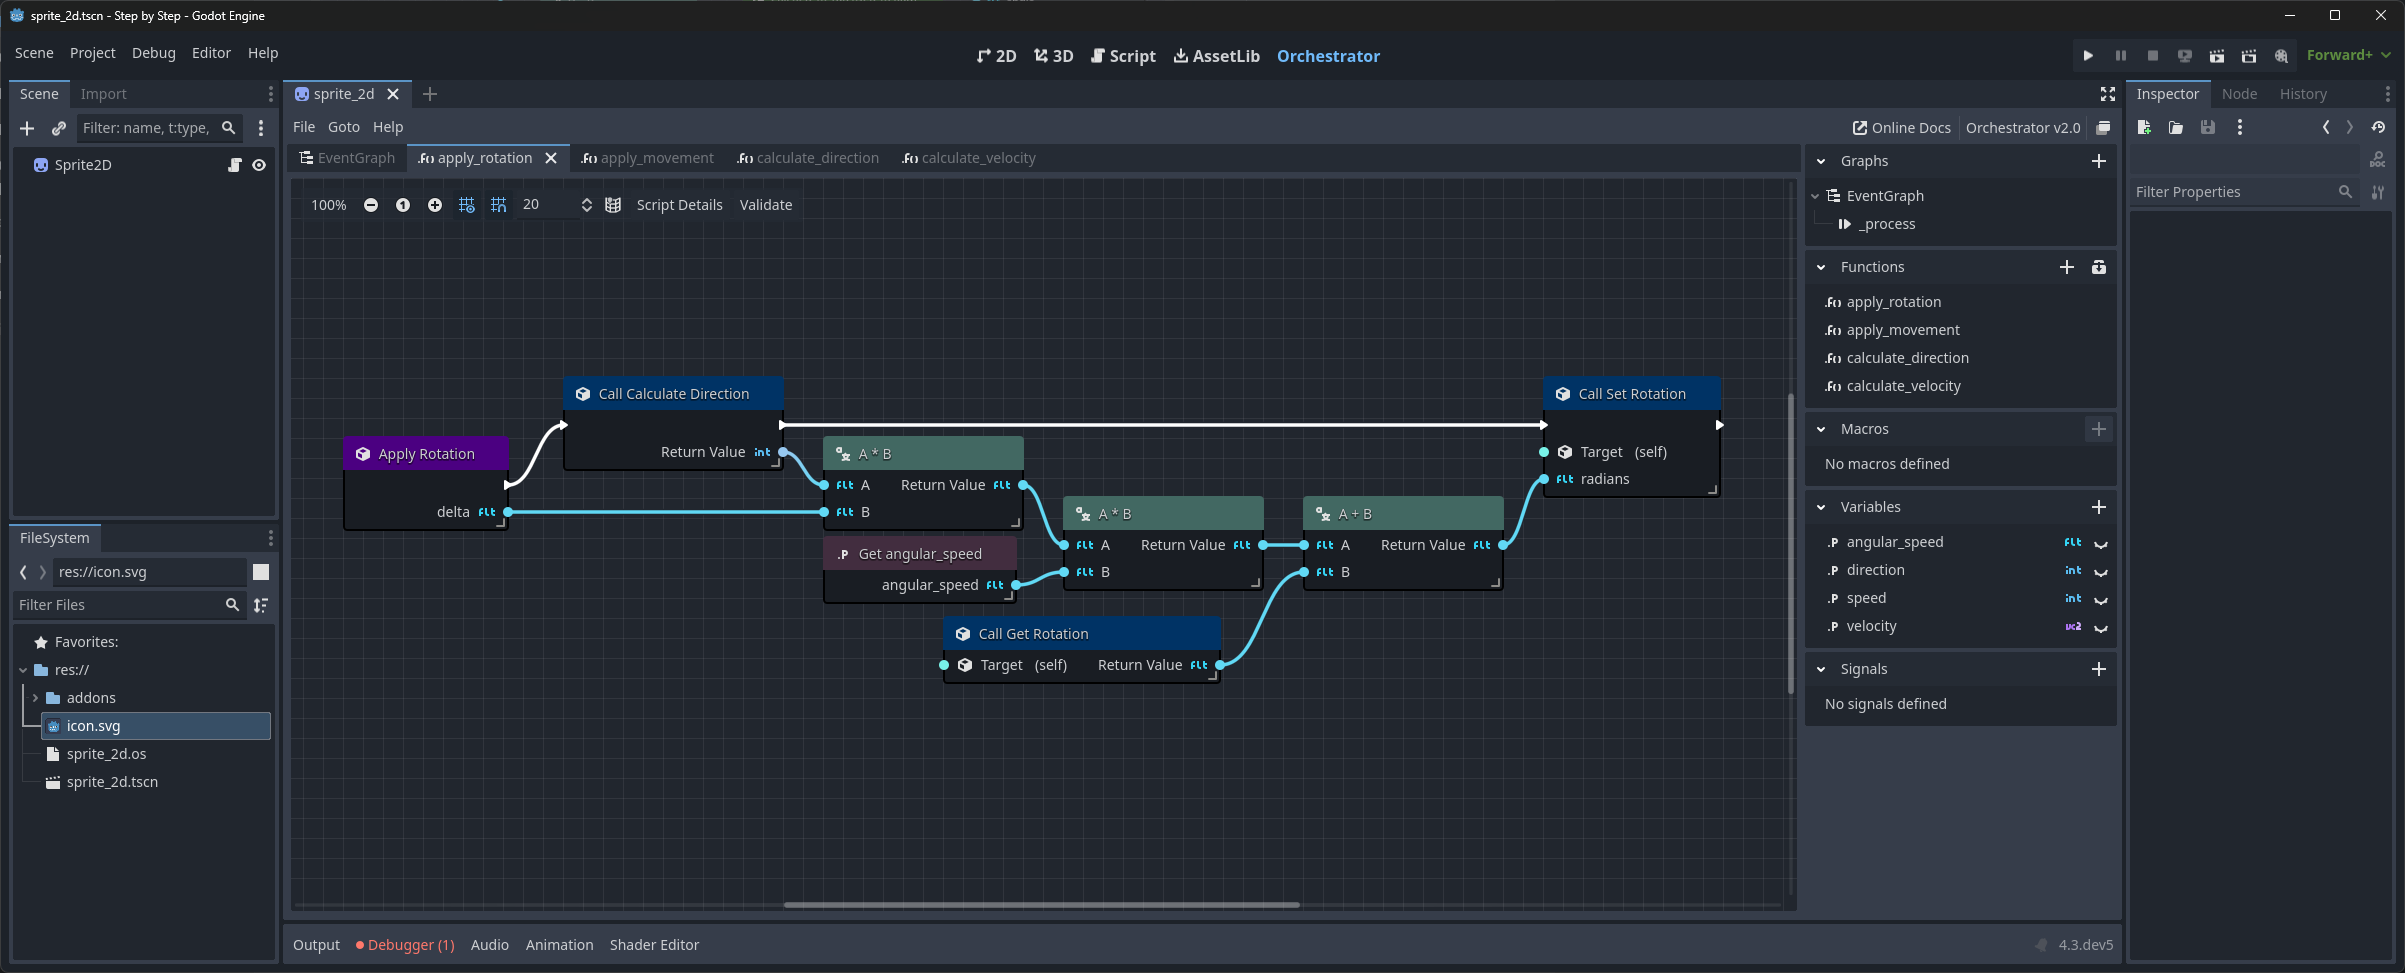 sprite_2d.tscn - Step by Step - Godot Engine
Scene Project Debug Editor Help
2D 3D Script AssetLib Orchestrator
Forward+
Scene Import
Filter: name, t:type,
Sprite2D
FileSystem
res://icon.svg
Filter Files
Favorites:
res://
addons
icon.svg
sprite_2d.os
sprite_2d.tscn
sprite_2d
File Goto Help
Online Docs Orchestrator v2.0
EventGraph apply_rotation apply_movement calculate_direction calculate_velocity
100% 1 20 Script Details Validate
Call Calculate Direction
Return Value int
Apply Rotation
delta flt
A * B
flt A Return Value flt
flt B
Get angular_speed
angular_speed flt
A * B
flt A Return Value flt
flt B
Call Get Rotation
Target (self) Return Value flt
A + B
flt A Return Value flt
flt B
Call Set Rotation
Target (self)
flt radians
Graphs
EventGraph
_process
Functions
apply_rotation
apply_movement
calculate_direction
calculate_velocity
Macros
No macros defined
Variables
angular_speed flt
direction int
speed int
velocity vc2
Signals
No signals defined
Inspector Node History
DOC
Filter Properties
Output Debugger (1) Audio Animation Shader Editor
4.3.dev5